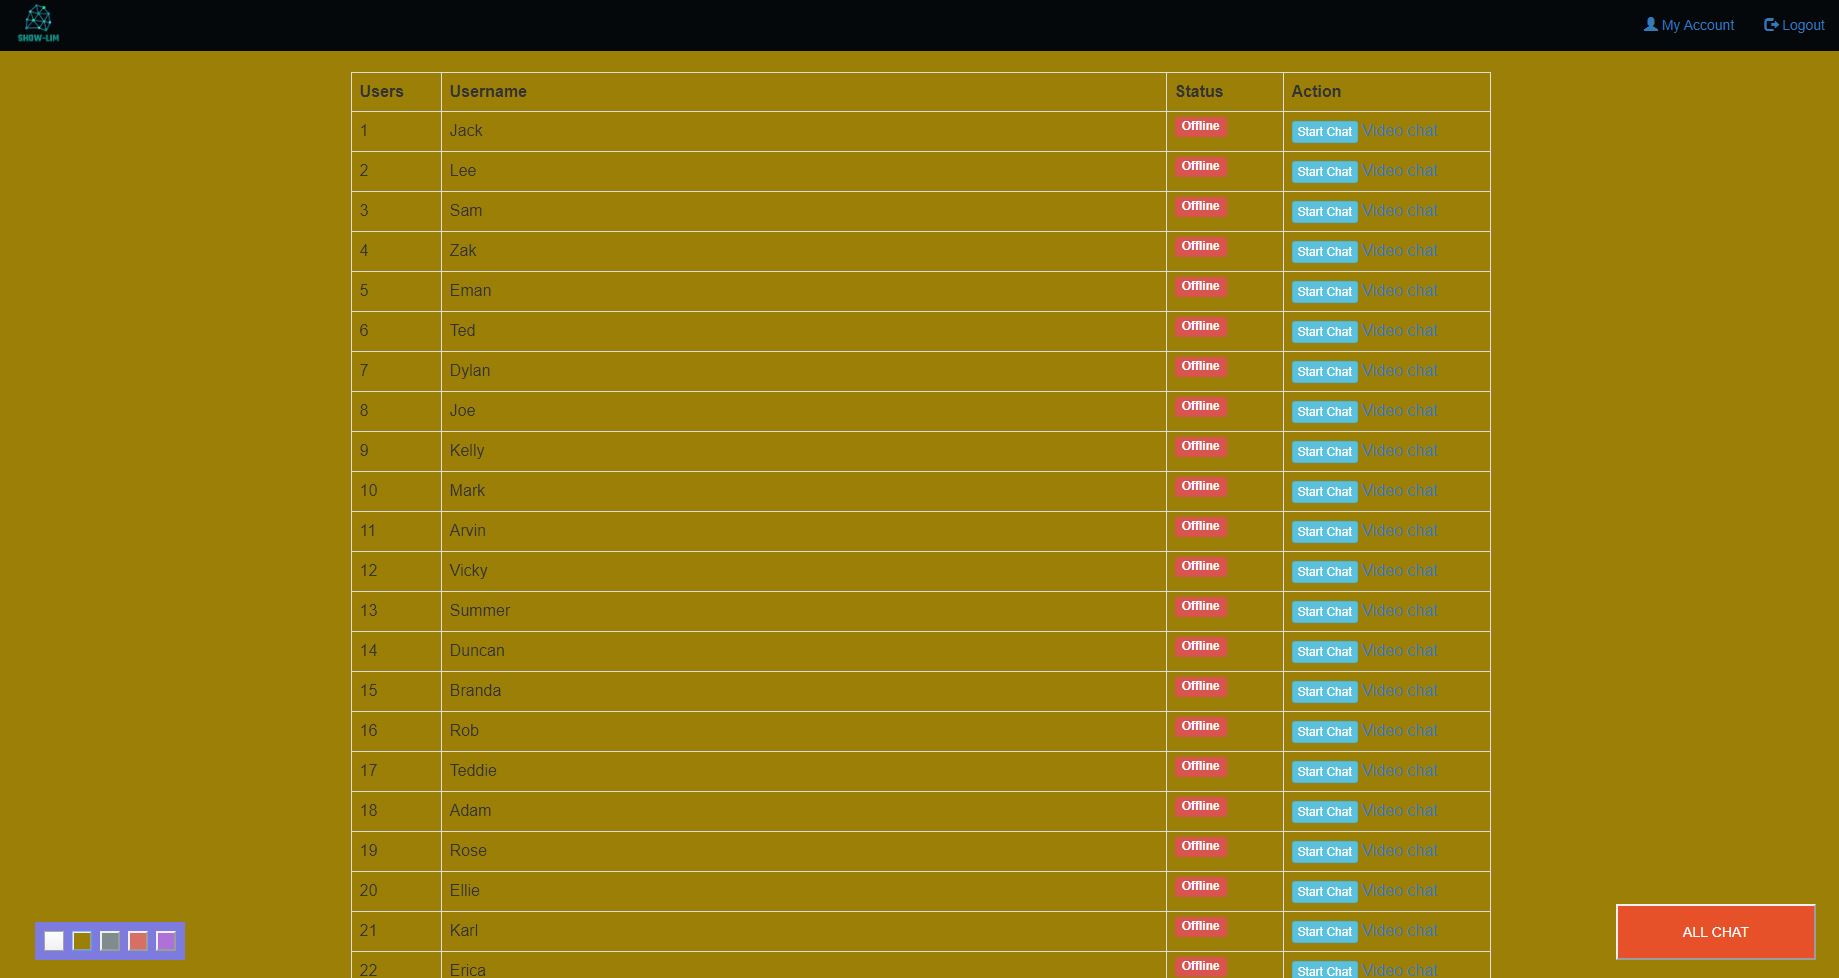 SHOW-LIM
My Account Logout
Users Username Status Action
1 Jack Offline Start Chat Video chat
2 Lee Offline Start Chat Video chat
3 Sam Offline Start Chat Video chat
4 Zak Offline Start Chat Video chat
5 Eman Offline Start Chat Video chat
6 Ted Offline Start Chat Video chat
7 Dylan Offline Start Chat Video chat
8 Joe Offline Start Chat Video chat
9 Kelly Offline Start Chat Video chat
10 Mark Offline Start Chat Video chat
11 Arvin Offline Start Chat Video chat
12 Vicky Offline Start Chat Video chat
13 Summer Offline Start Chat Video chat
14 Duncan Offline Start Chat Video chat
15 Branda Offline Start Chat Video chat
16 Rob Offline Start Chat Video chat
17 Teddie Offline Start Chat Video chat
18 Adam Offline Start Chat Video chat
19 Rose Offline Start Chat Video chat
20 Ellie Offline Start Chat Video chat
21 Karl Offline Start Chat Video chat
22 Erica Offline Start Chat Video chat
ALL CHAT